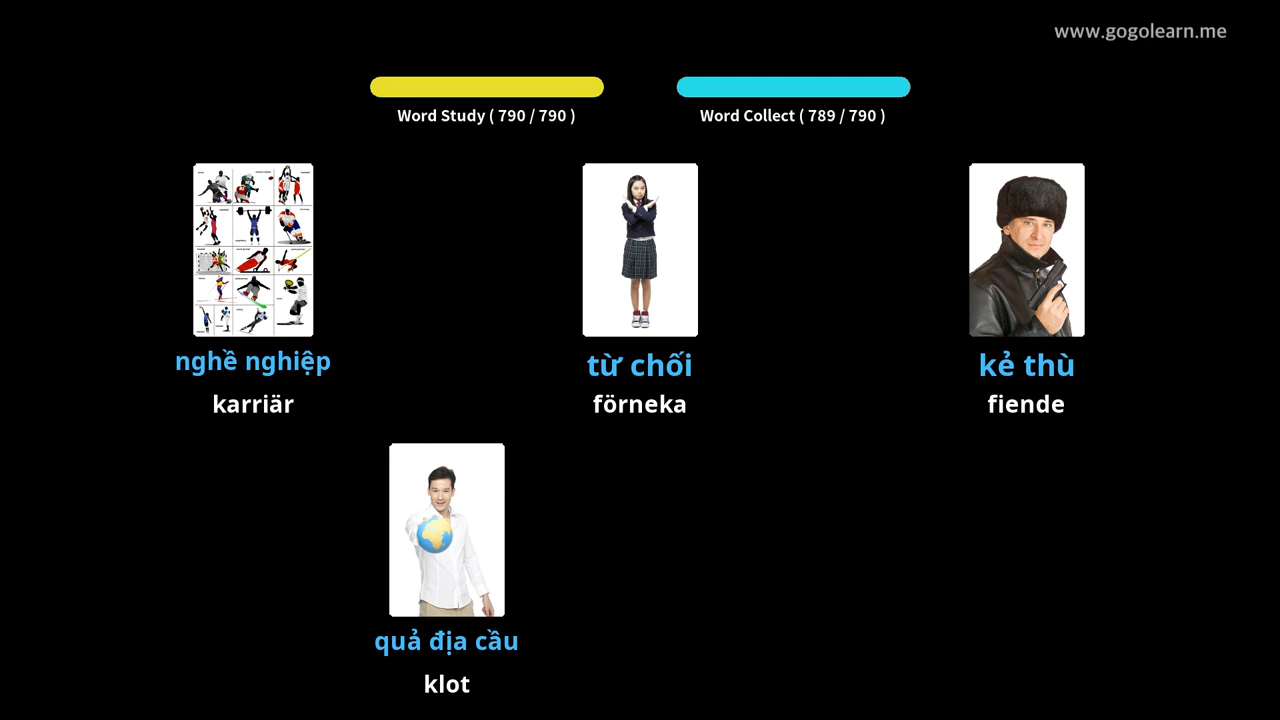 www.gogolearn.me
Word Study ( 790 / 790 )
Word Collect ( 789 / 790 )
nghề nghiệp
karriär
từ chối
förneka
kẻ thù
fiende
quả địa cầu
klot